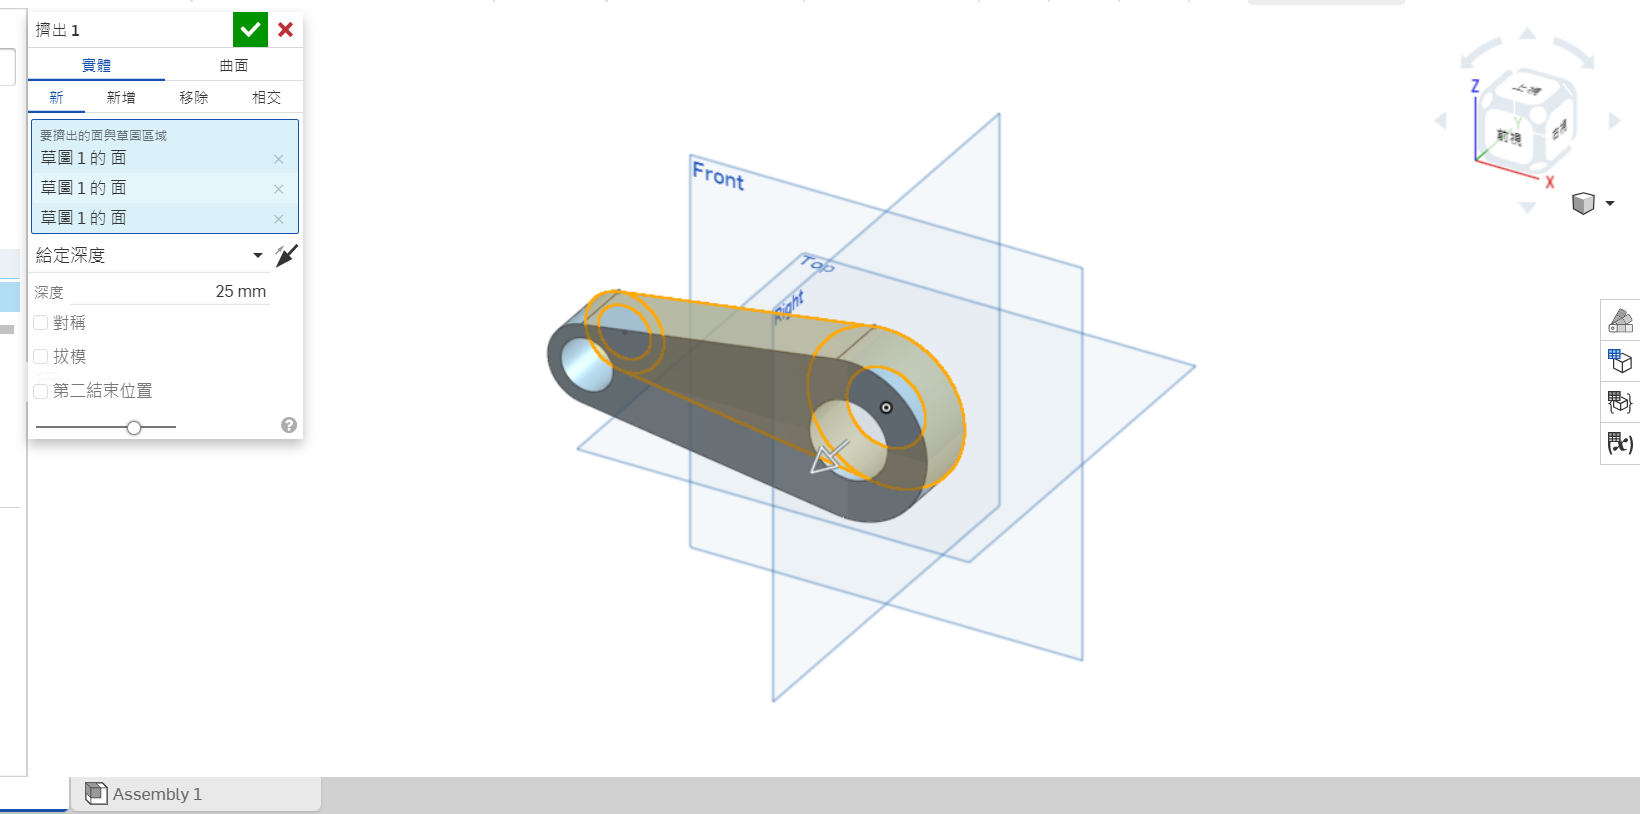 擠出 1
實體 曲面
新 新增 移除 相交
要擠出的面與草圖區域
草圖 1 的 面
草圖 1 的 面
草圖 1 的 面
給定深度
深度 25 mm
對稱
拔模
第二結束位置
Front
Top
Right
Z
上視
Y
前視
右視
X
(x)
Assembly 1